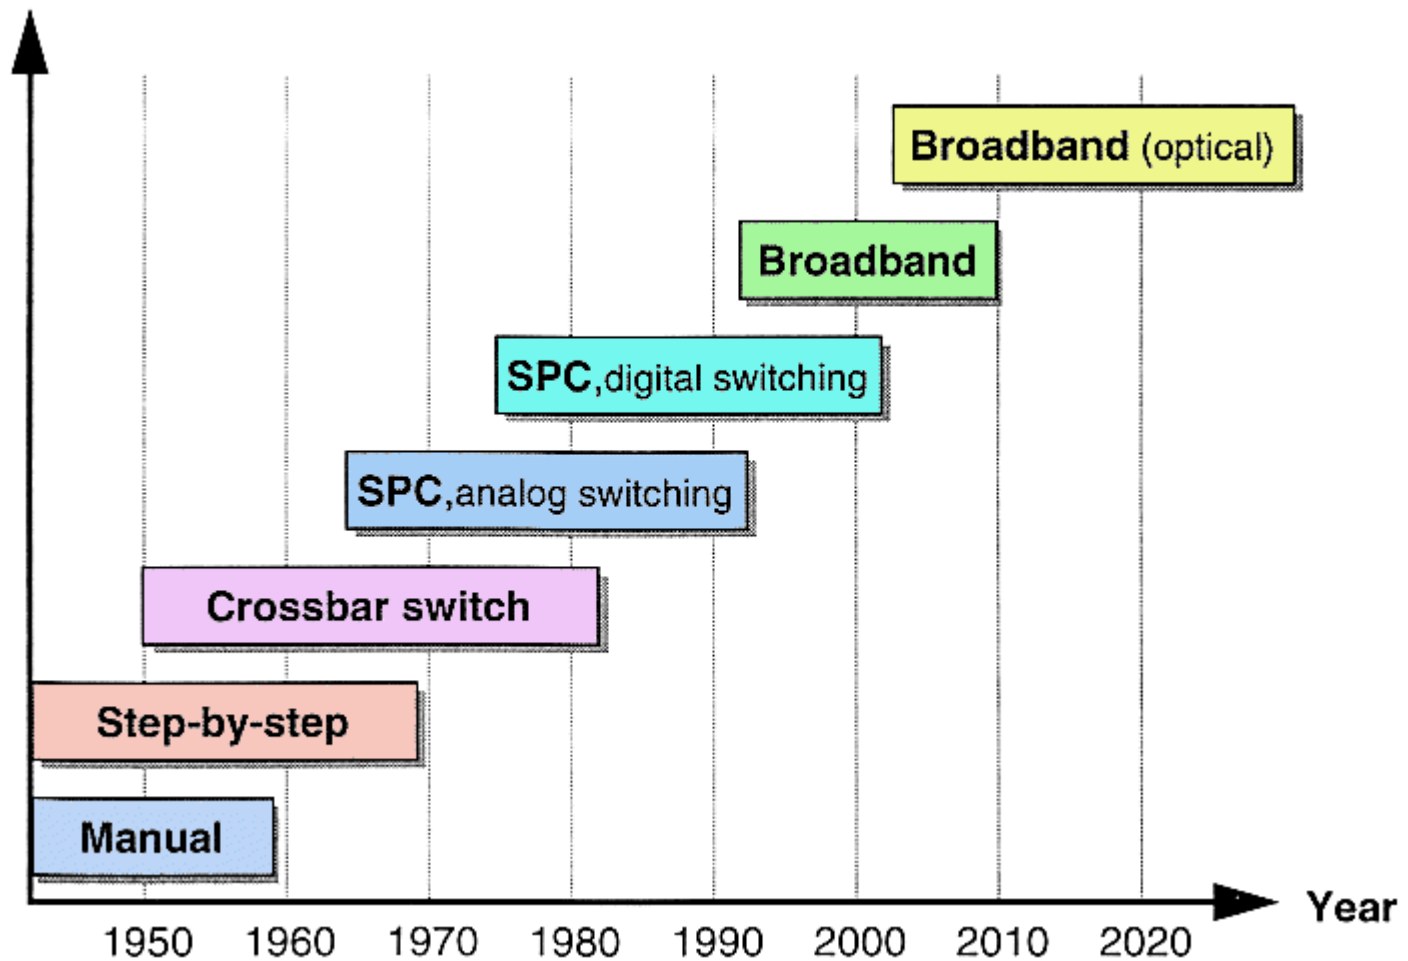 Broadband (optical)
Broadband
SPC,digital switching
SPC,analog switching
Crossbar switch
Step-by-step
Manual
Year
1950 1960 1970 1980 1990 2000 2010 2020